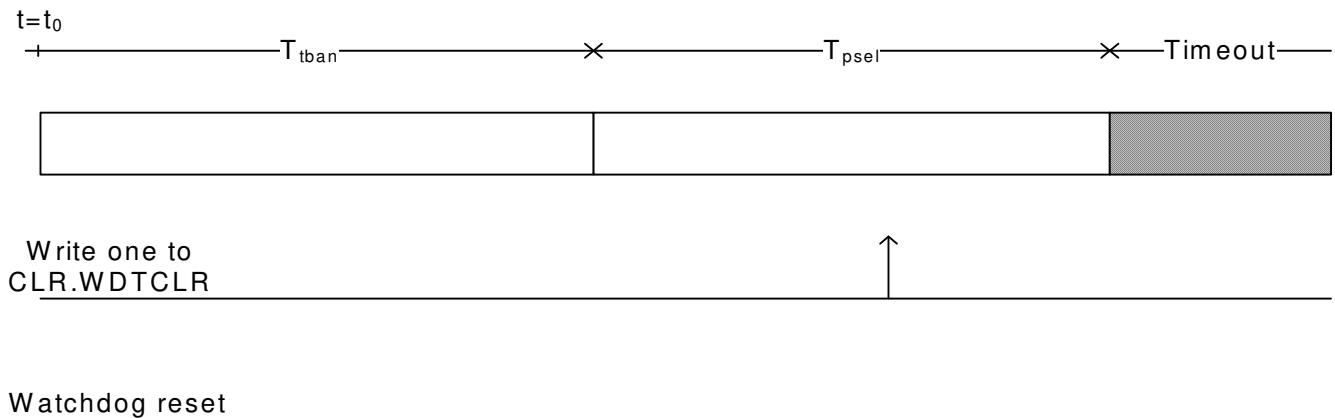 t=t₀
Tₜbₐₙ Tₚₛₑₗ Timeout
Write one to
CLR.WDTCLR
Watchdog reset